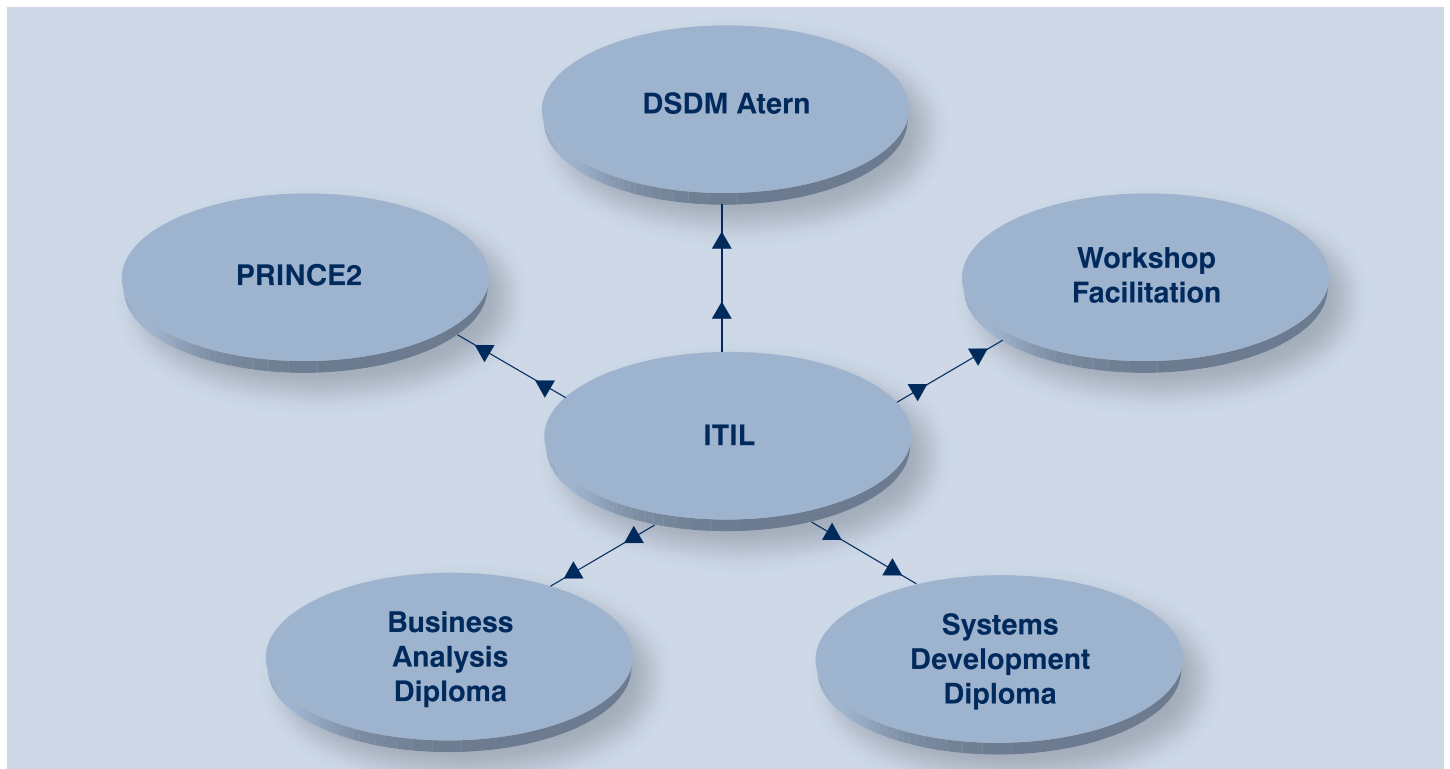 DSDM Atern
PRINCE2
Workshop
Facilitation
ITIL
Business
Analysis
Diploma
Systems
Development
Diploma